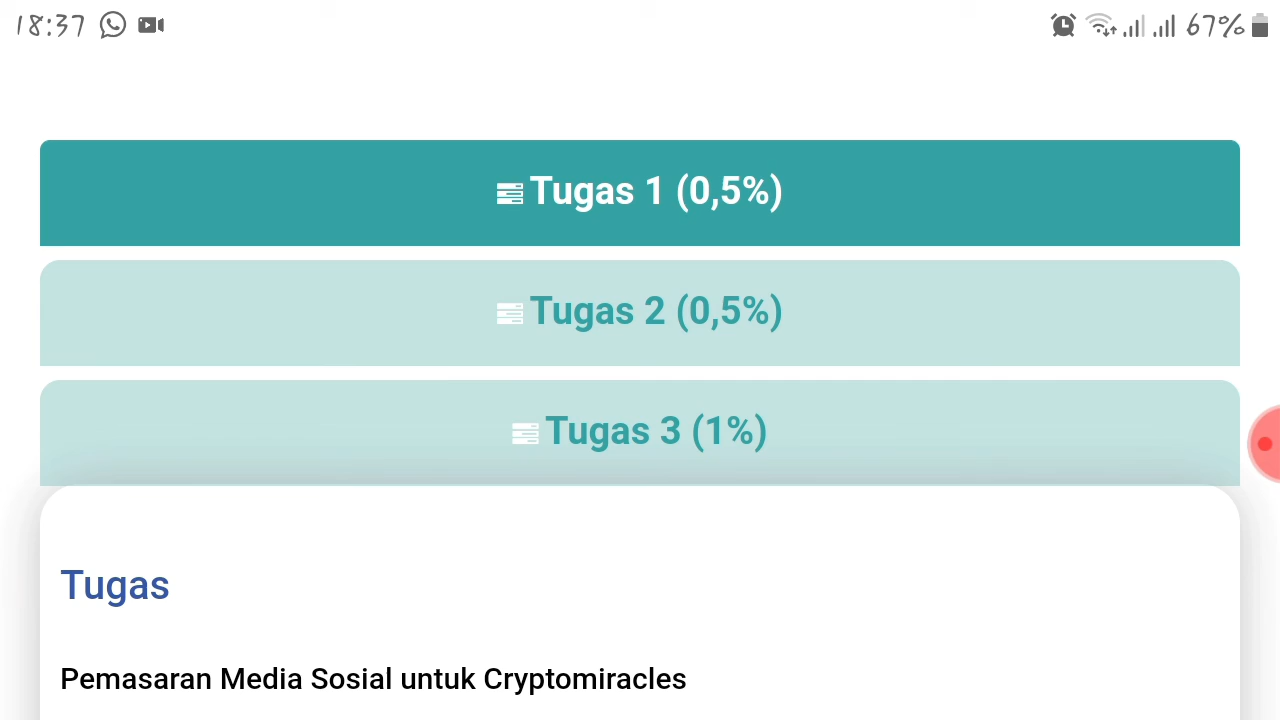 18:37 67%
Tugas 1 (0,5%)
Tugas 2 (0,5%)
Tugas 3 (1%)
Tugas
Pemasaran Media Sosial untuk Cryptomiracles